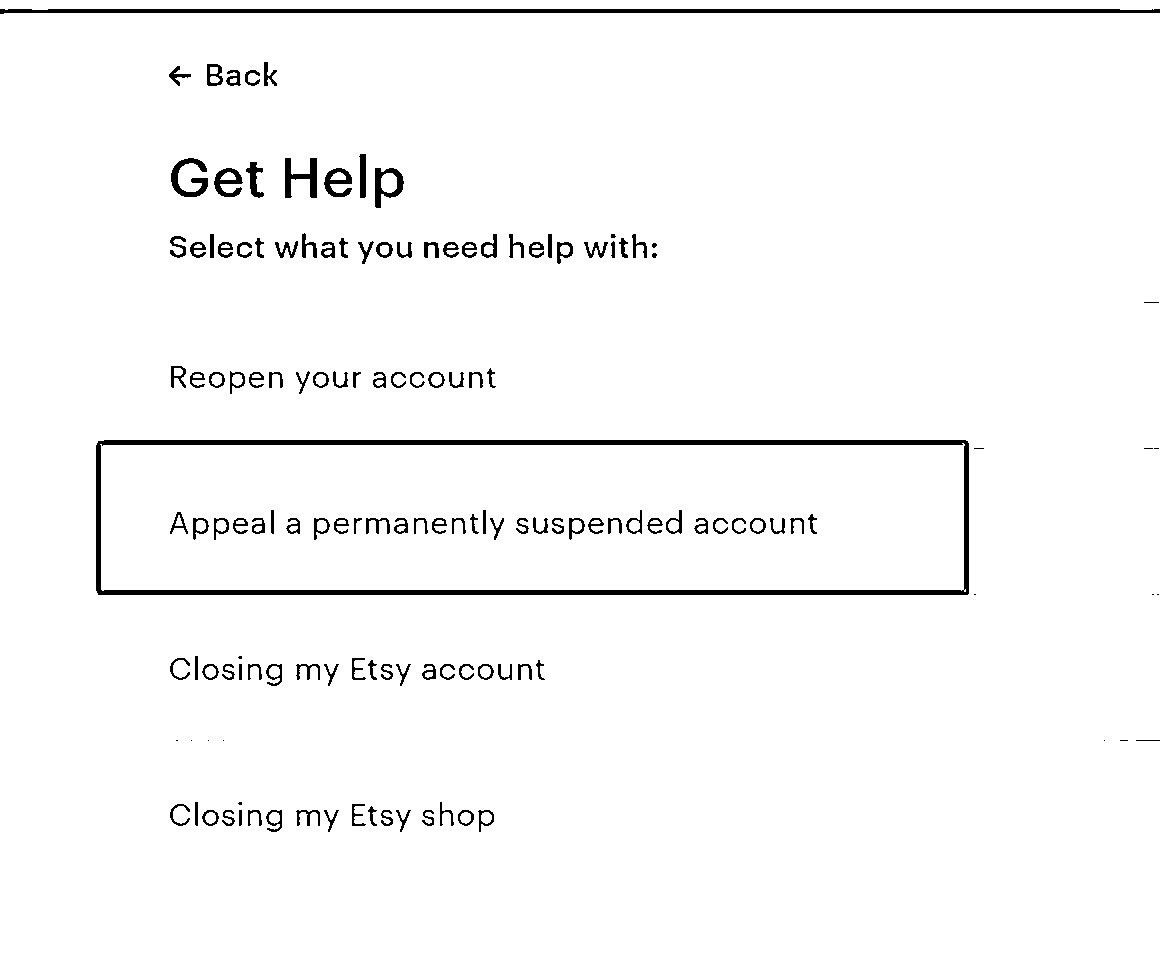 ← Back
Get Help
Select what you need help with:
Reopen your account
Appeal a permanently suspended account
Closing my Etsy account
Closing my Etsy shop